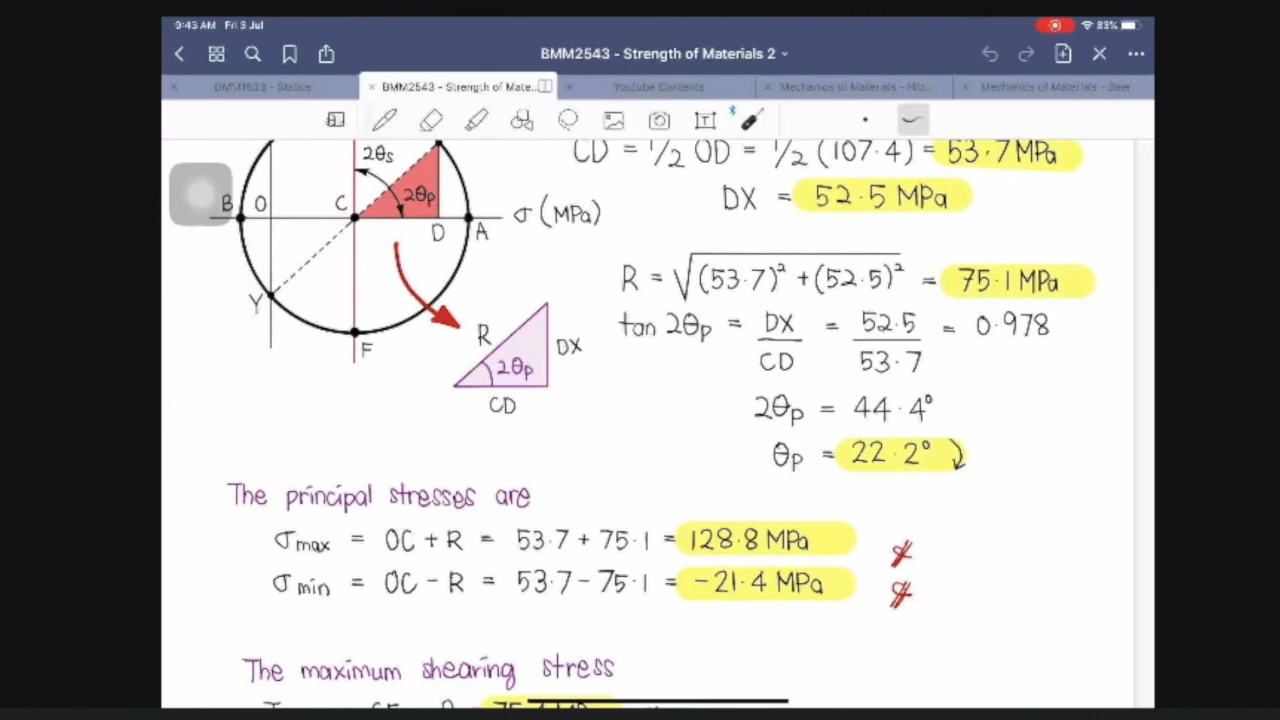 9:43 AM Fri 3 Jul
83%
BMM2543 - Strength of Materials 2
DMM1633 - Statics
BMM2543 - Strength of Mate...
Youtube Contents
Mechanics of Materials - Hib...
Mechanics of Materials - Beer
CD = 1/2 OD = 1/2 (107.4) = 53.7 MPa
DX = 52.5 MPa
2θs
2θp
B O C D A σ (MPa)
Y
F
R = √(53.7)² + (52.5)² = 75.1 MPa
tan 2θp = DX/CD = 52.5/53.7 = 0.978
R
DX
2θp
CD
2θp = 44.4°
θp = 22.2°
The principal stresses are
σmax = OC + R = 53.7 + 75.1 = 128.8 MPa
σmin = OC - R = 53.7 - 75.1 = -21.4 MPa
The maximum shearing stress